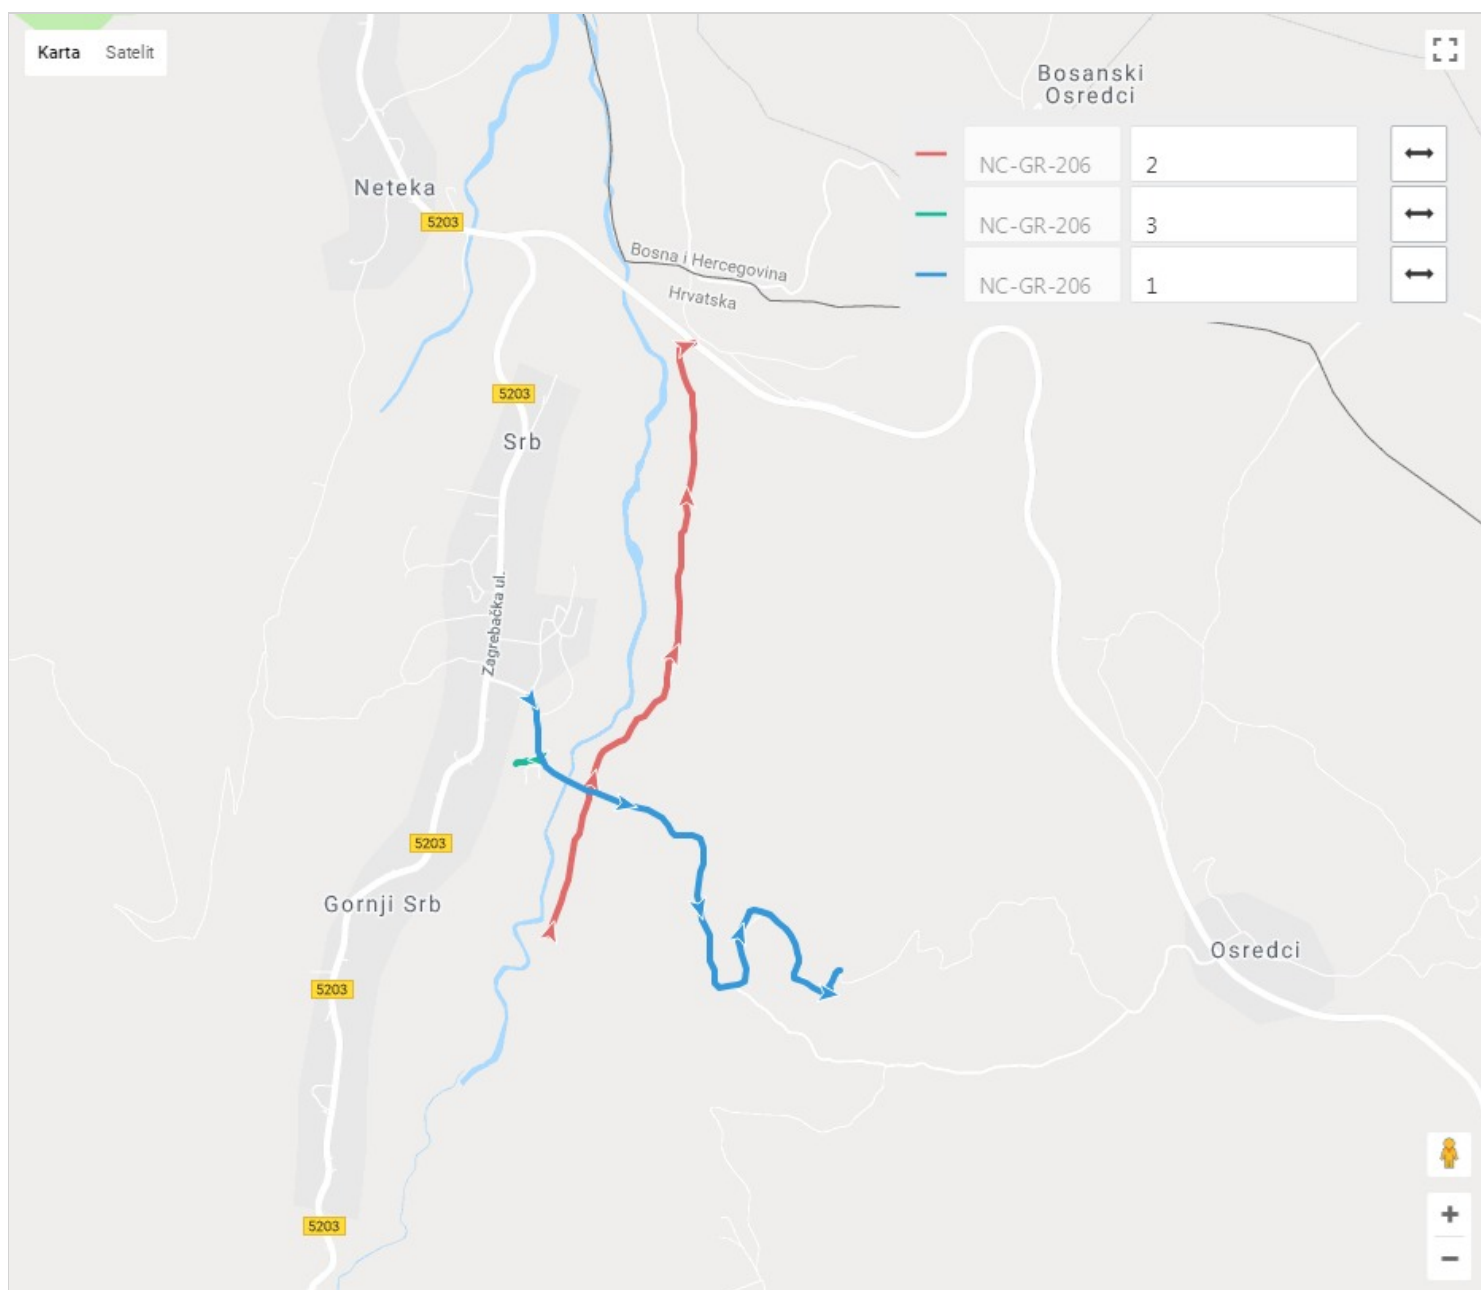 Karta Satelit
Bosanski
Osredci
NC-GR-206 2
Neteka
5203
NC-GR-206 3
Bosna i Hercegovina
NC-GR-206 1
Hrvatska
5203
Srb
Zagrebačka ul.
5203
Gornji Srb
Osredci
5203
5203